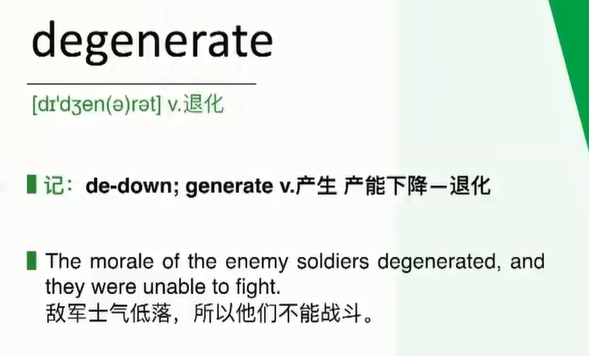 degenerate
[dɪˈdʒen(ə)rət] v.退化
记：de-down; generate v.产生 产能下降—退化
The morale of the enemy soldiers degenerated, and
they were unable to fight.
敌军士气低落，所以他们不能战斗。